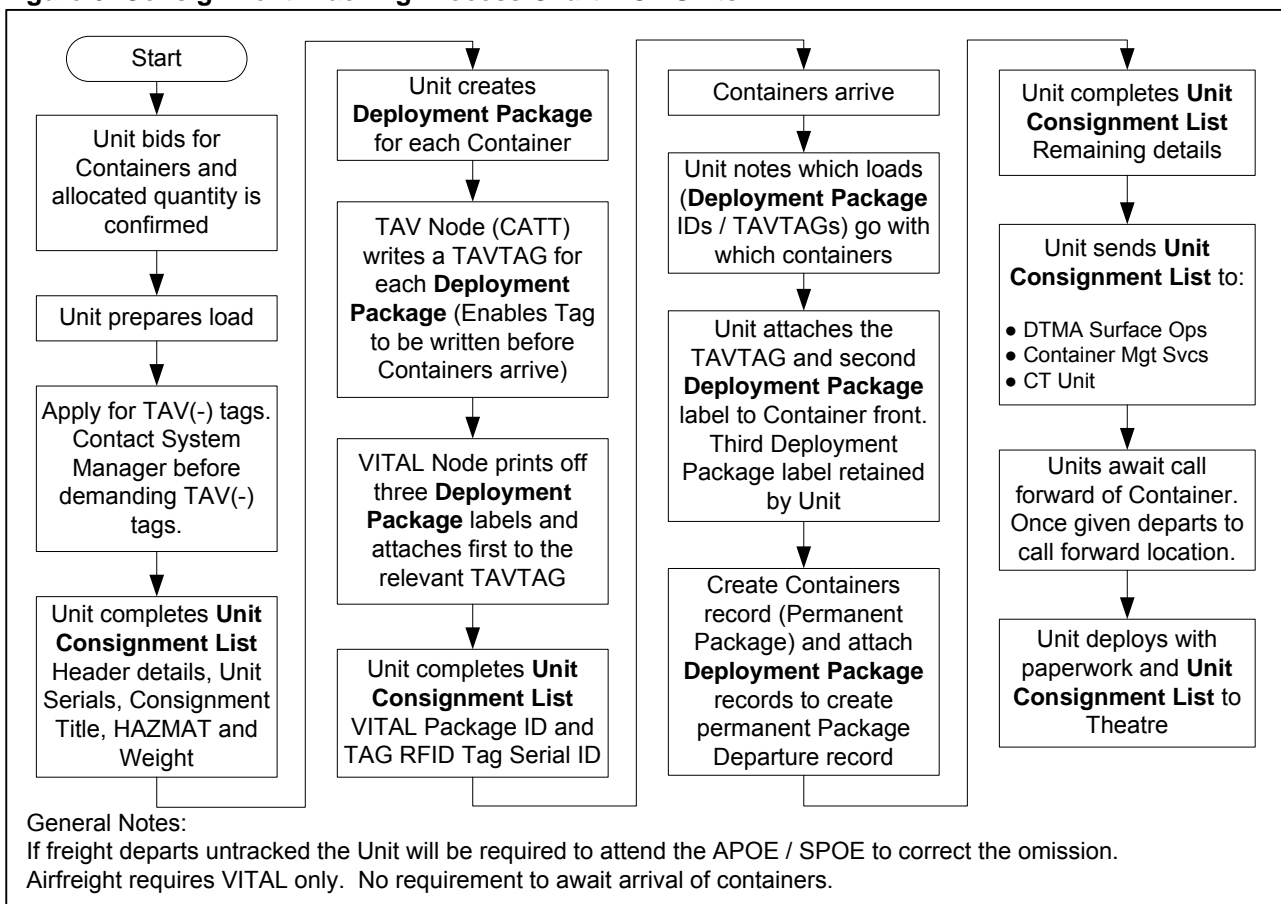 Start
Unit bids for
Containers and
allocated quantity is
confirmed
Unit prepares load
Apply for TAV(-) tags.
Contact System
Manager before
demanding TAV(-)
tags.
Unit completes Unit
Consignment List
Header details, Unit
Serials, Consignment
Title, HAZMAT and
Weight
Unit creates
Deployment Package
for each Container
TAV Node (CATT)
writes a TAVTAG for
each Deployment
Package (Enables Tag
to be written before
Containers arrive)
VITAL Node prints off
three Deployment
Package labels and
attaches first to the
relevant TAVTAG
Unit completes Unit
Consignment List
VITAL Package ID and
TAG RFID Tag Serial ID
Containers arrive
Unit notes which loads
(Deployment Package
IDs / TAVTAGs) go with
which containers
Unit attaches the
TAVTAG and second
Deployment Package
label to Container front.
Third Deployment
Package label retained
by Unit
Create Containers
record (Permanent
Package) and attach
Deployment Package
records to create
permanent Package
Departure record
Unit completes Unit
Consignment List
Remaining details
Unit sends Unit
Consignment List to:
● DTMA Surface Ops
● Container Mgt Svcs
● CT Unit
Units await call
forward of Container.
Once given departs to
call forward location.
Unit deploys with
paperwork and Unit
Consignment List to
Theatre
General Notes:
If freight departs untracked the Unit will be required to attend the APOE / SPOE to correct the omission.
Airfreight requires VITAL only.  No requirement to await arrival of containers.